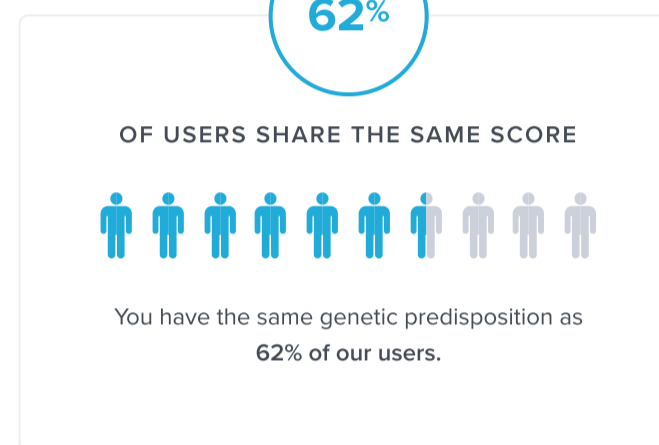 62%
OF USERS SHARE THE SAME SCORE
You have the same genetic predisposition as
62% of our users.